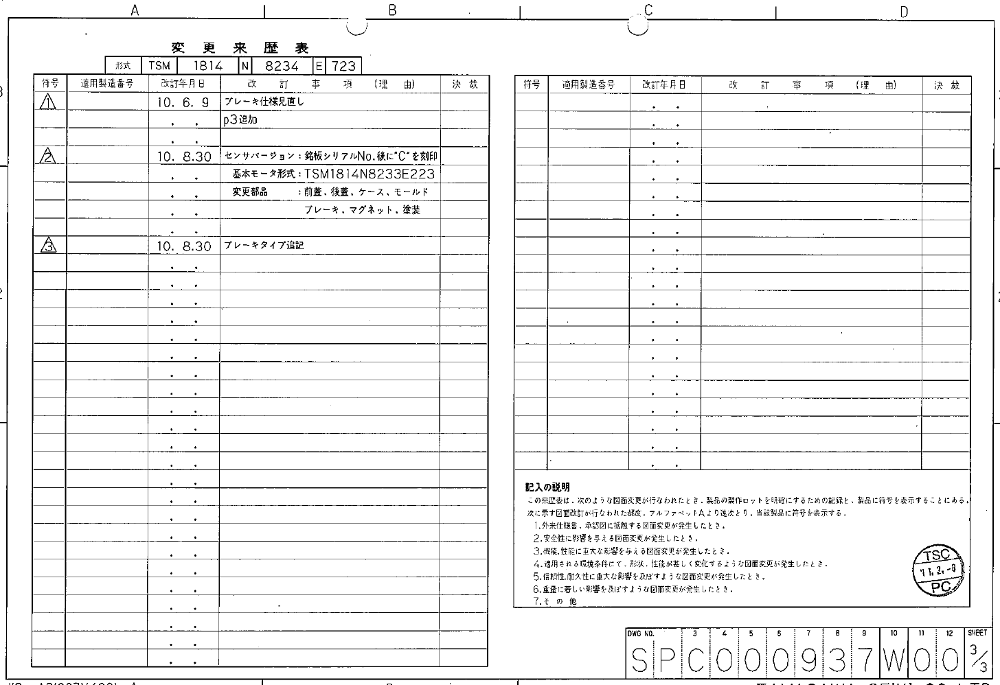 A B C D
変更来歴表
形式 TSM 1814 N 8234 E 723
符号 適用製造番号 改訂年月日 改訂事項(理由) 決裁
1 10. 6. 9 ブレーキ仕様見直し
p3追加
2 10. 8.30 センサバージョン：銘板シリアルNo.後に"C"を刻印
基本モータ形式：TSM1814N8233E223
変更部品 ：前蓋、後蓋、ケース、モールド
ブレーキ、マグネット、塗装
3 10. 8.30 ブレーキタイプ追記
符号 適用製造番号 改訂年月日 改訂事項(理由) 決裁
記入の説明
この来歴表は、次のような図面変更が行なわれたとき、製品の製作ロットを明確にするための記録と、製品に符号を表示することにある。
次に示す図面改訂が行なわれた都度、アルファベットAより逐次とり、当該製品に符号を表示する。
1.外来仕様書、承認図に抵触する図面変更が発生したとき。
2.安全性に影響を与える図面変更が発生したとき。
3.機能.性能に重大な影響を与える図面変更が発生したとき。
4.適用される環境条件にて、形状、性能が著しく変化するような図面変更が発生したとき。
5.信頼性.耐久性に重大な影響を及ぼすような図面変更が発生したとき。
6.重量に著しい影響を及ぼすような図面変更が発生したとき。
7.その他
TSC
PC
DWG NO. 3 4 5 6 7 8 9 10 11 12 SHEET
SPC000937W00 3/3